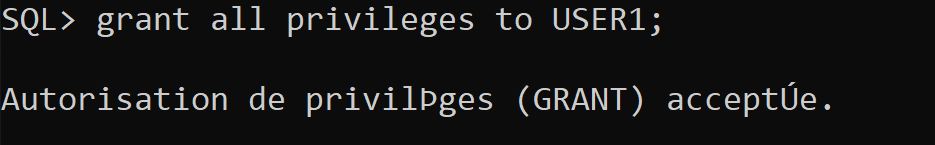 SQL> grant all privileges to USER1;
Autorisation de privilÞges (GRANT) acceptÚe.